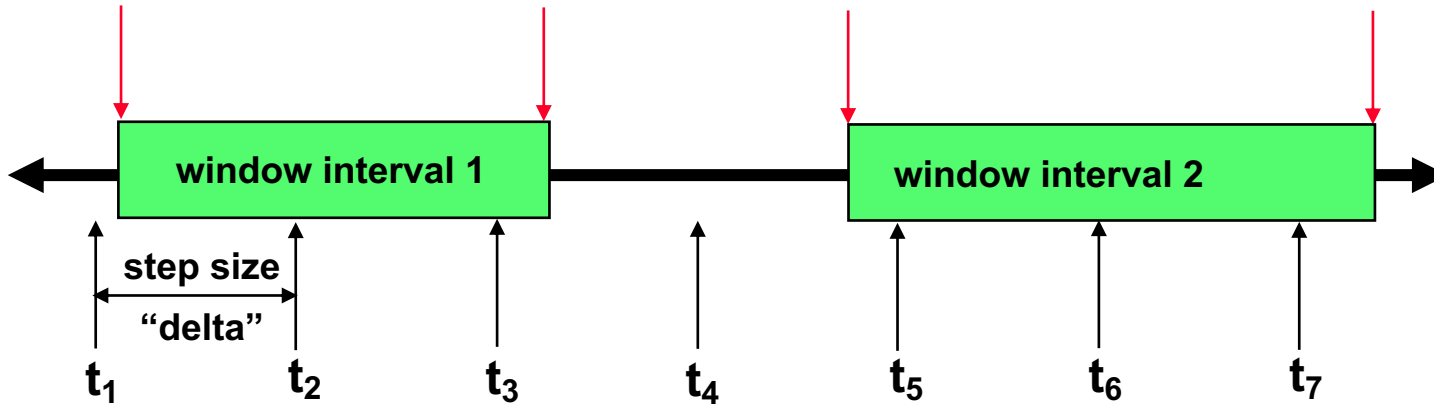 window interval 1
window interval 2
step size
“delta”
t₁
t₂
t₃
t₄
t₅
t₆
t₇